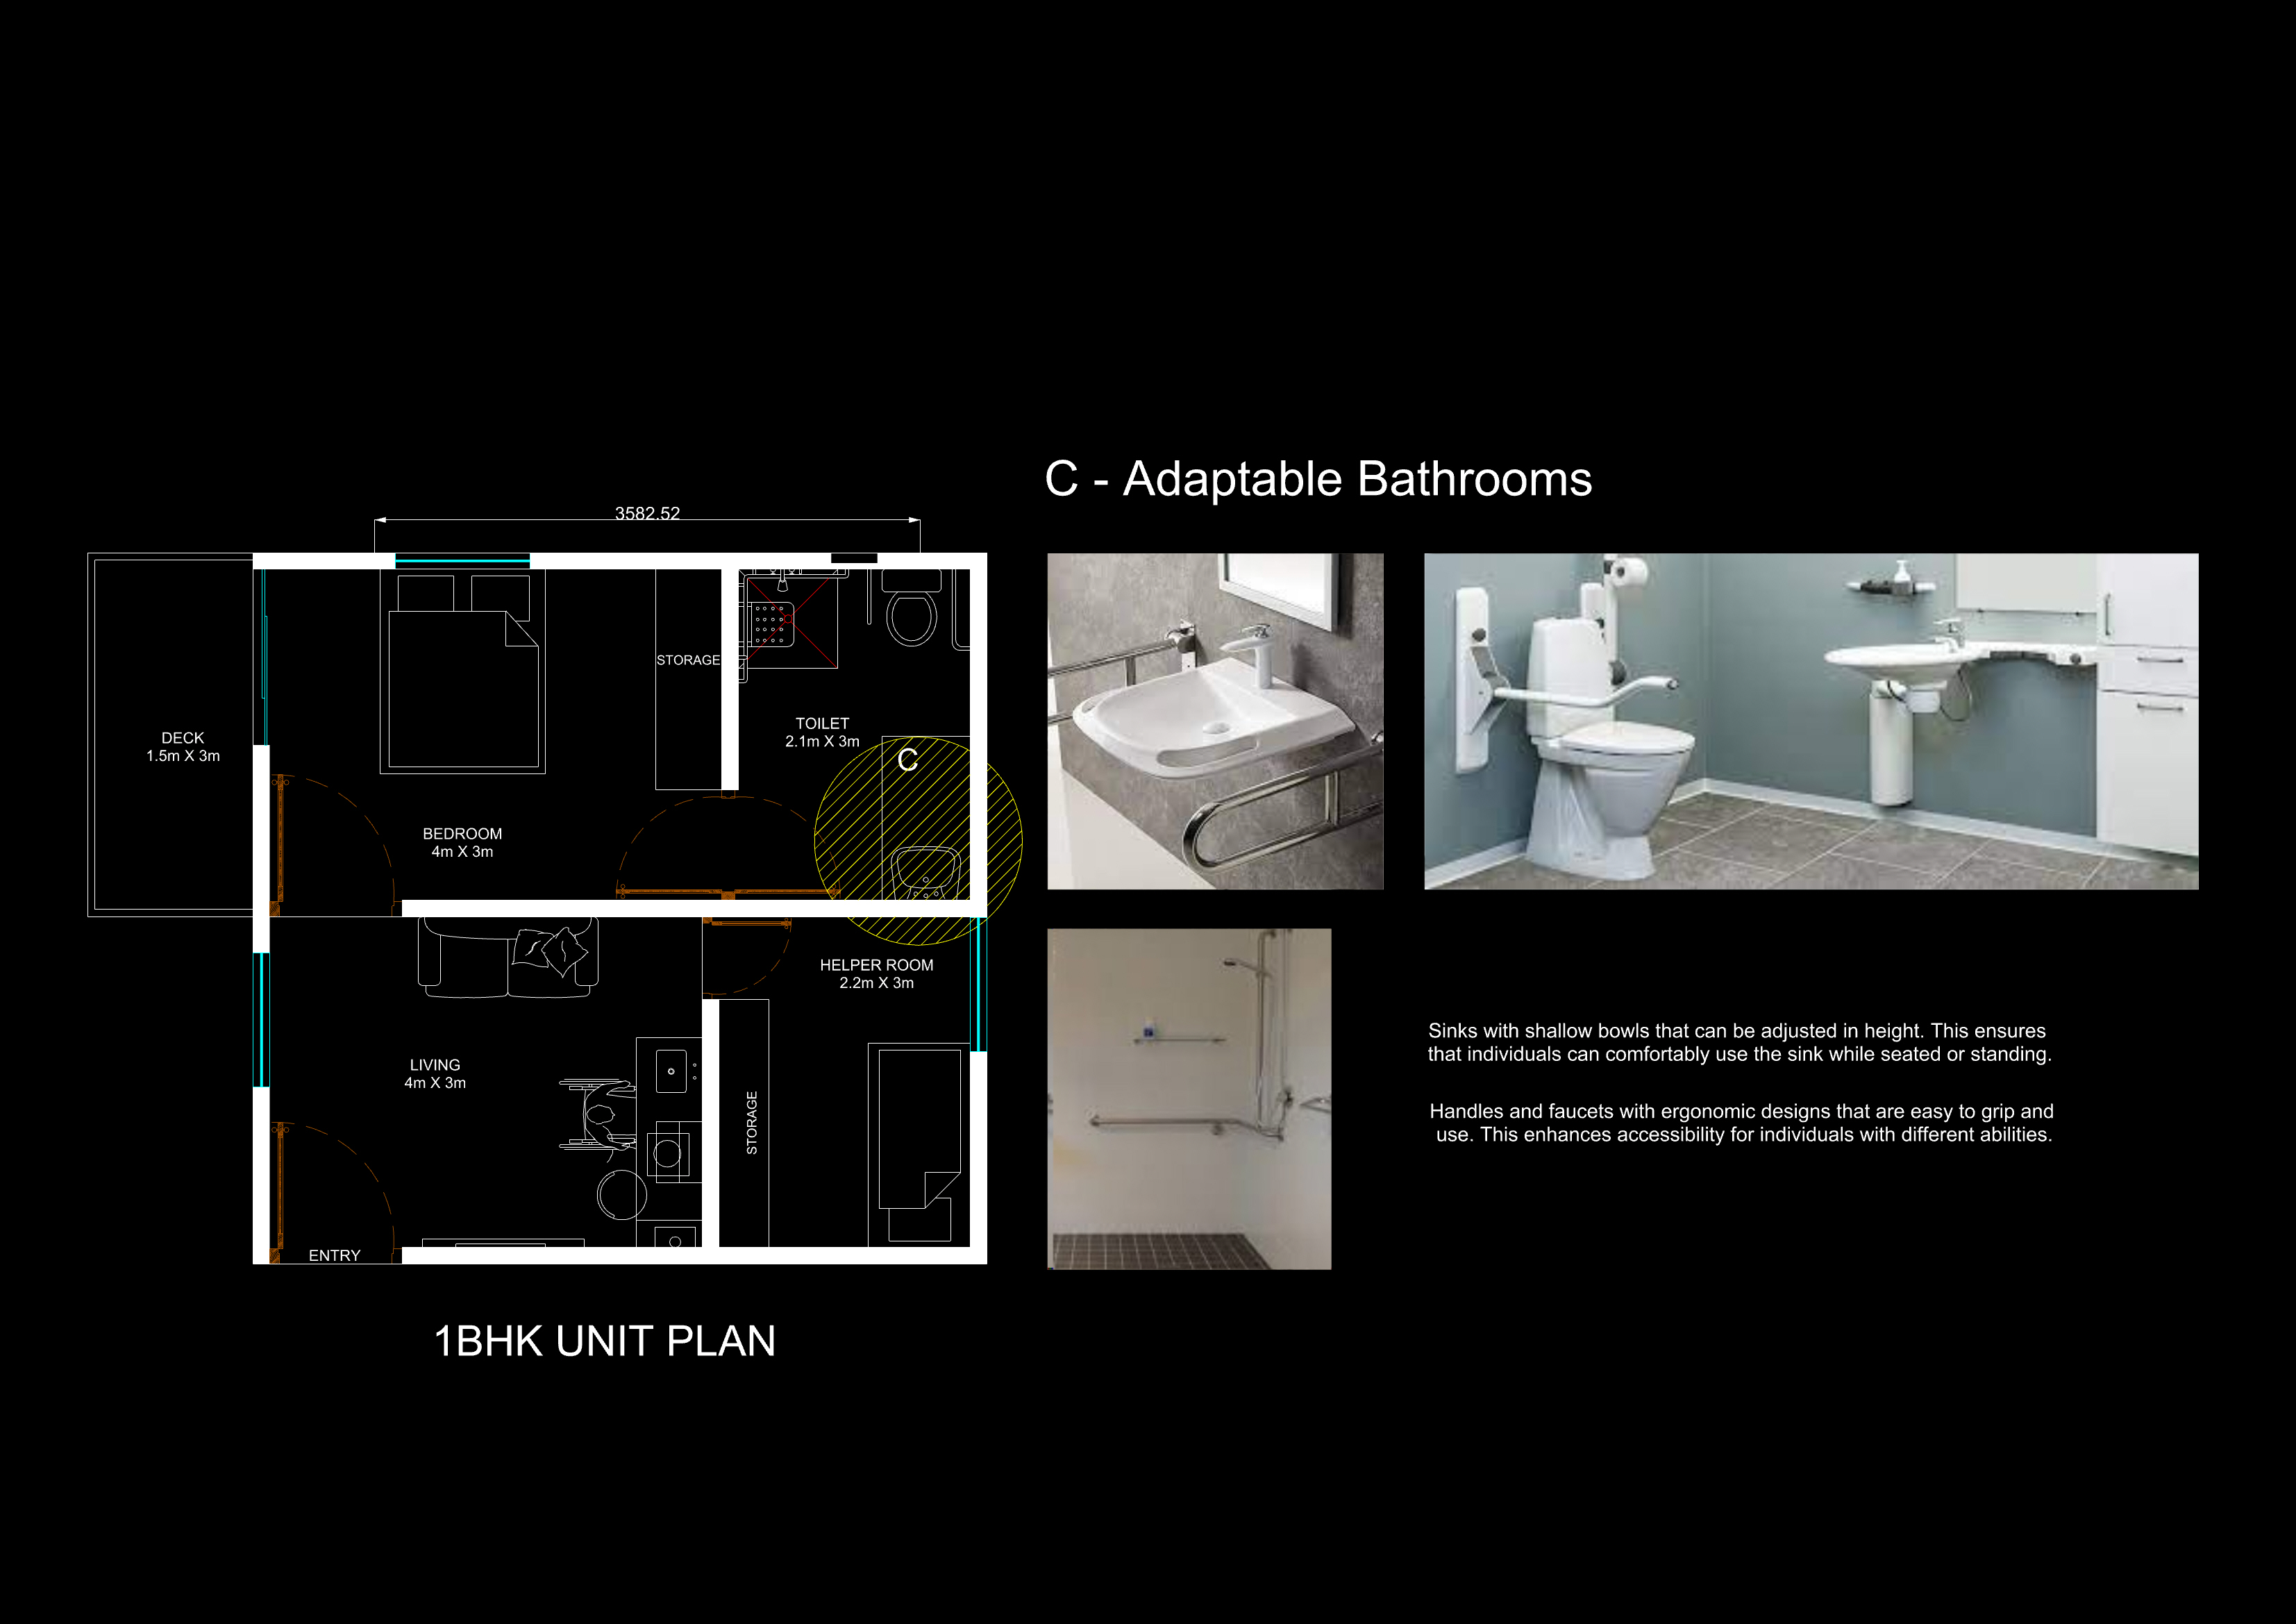 C - Adaptable Bathrooms
3582.52
STORAGE
TOILET
2.1m X 3m
C
DECK
1.5m X 3m
BEDROOM
4m X 3m
HELPER ROOM
2.2m X 3m
LIVING
4m X 3m
STORAGE
ENTRY
1BHK UNIT PLAN
Sinks with shallow bowls that can be adjusted in height. This ensures
that individuals can comfortably use the sink while seated or standing.
Handles and faucets with ergonomic designs that are easy to grip and
use. This enhances accessibility for individuals with different abilities.